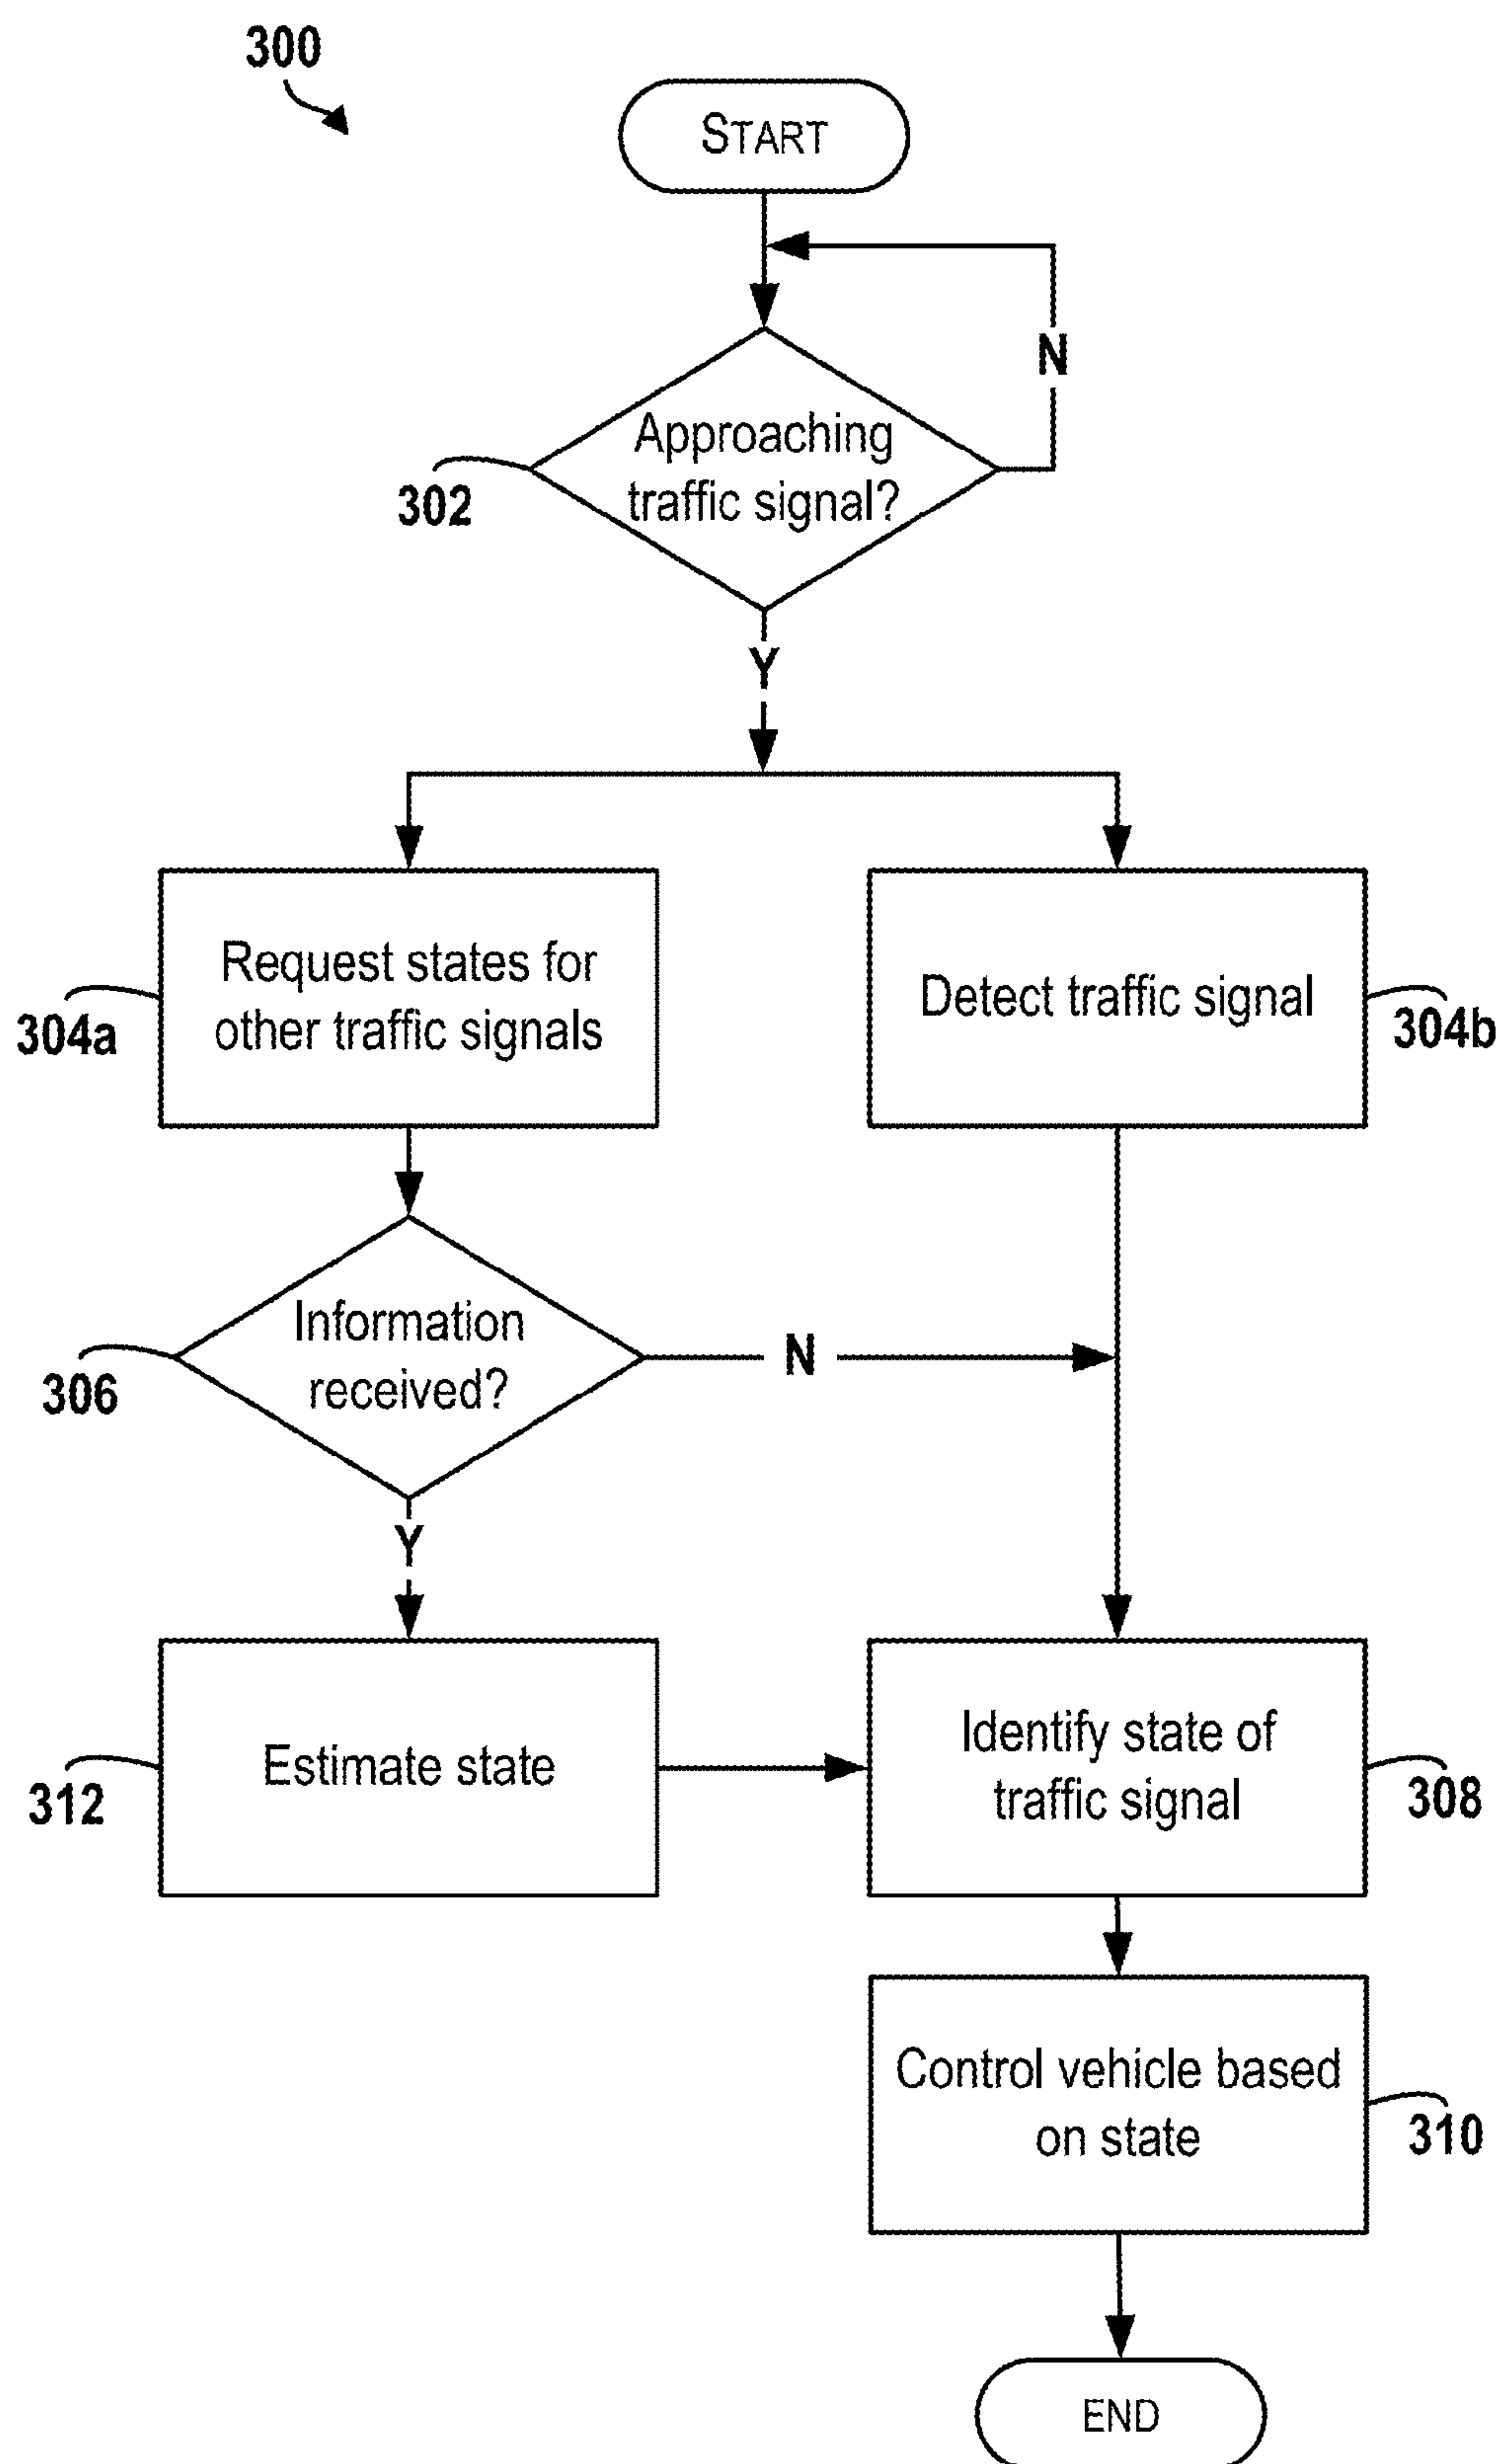 300
START
N
Approaching
traffic signal?
302
Y
Request states for
other traffic signals
304a
Detect traffic signal
304b
Information
received?
306
N
Y
Estimate state
312
Identify state of
traffic signal
308
Control vehicle based
on state
310
END